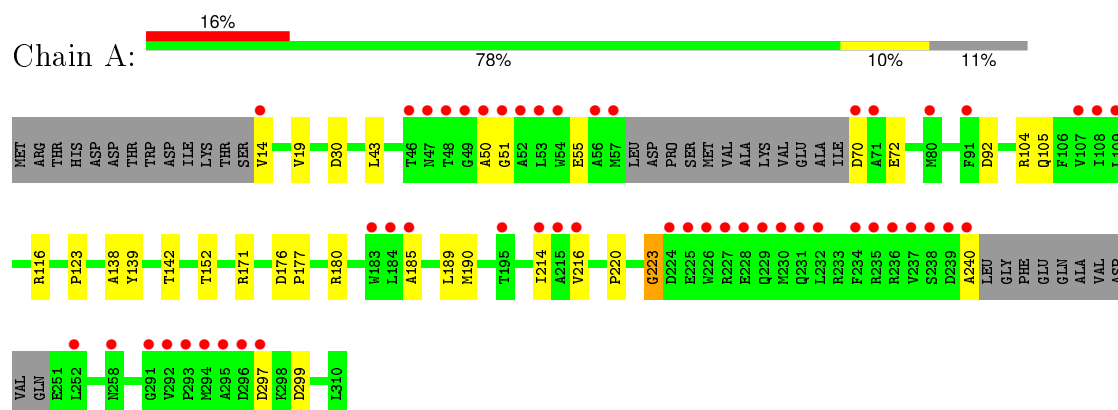 16%
Chain A:
78% 10% 11%
MET ARG THR HIS ASP ASP THR TRP ASP ILE LYS THR SER V14 V19 D30 L43 T46 N47 T48 G49 A50 G51 A52 L53 W54 E55 A56 M57 LEU ASP PRO SER MET VAL ALA LYS VAL GLU ALA ILE D70 A71 E72 M80 F91 D92 R104 Q105 F106 V107 I108 L109
R116 P123 A138 Y139 T142 T152 R171 D176 P177 R180 W183 L184 A185 L189 M190 T195 I214 A215 V216 P220 G223 D224 E225 W226 R227 E228 Q229 M230 Q231 L232 R233 F234 R235 R236 V237 S238 D239 A240 LEU GLY PHE GLU GLN ALA VAL ASP
VAL GLN E251 L252 N258 G291 V292 P293 M294 A295 D296 D297 K298 D299 L310